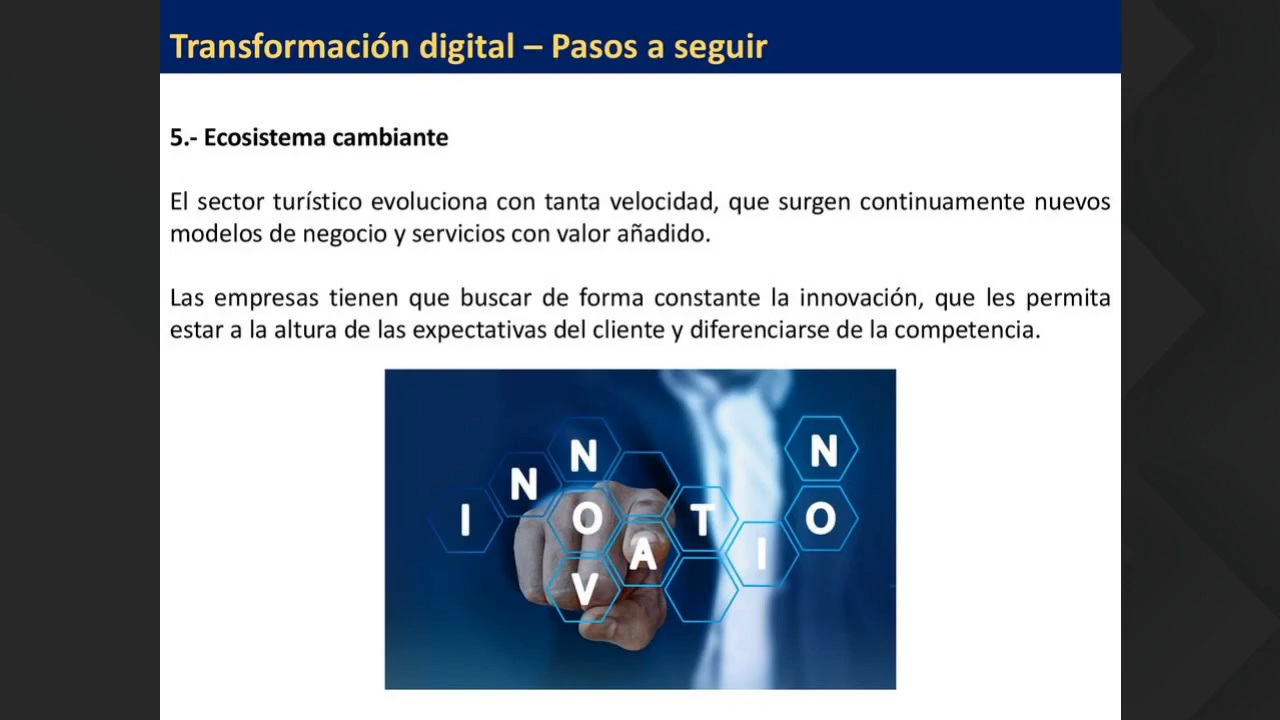 Transformación digital – Pasos a seguir
5.- Ecosistema cambiante
El sector turístico evoluciona con tanta velocidad, que surgen continuamente nuevos
modelos de negocio y servicios con valor añadido.
Las empresas tienen que buscar de forma constante la innovación, que les permita
estar a la altura de las expectativas del cliente y diferenciarse de la competencia.
INNOVATION